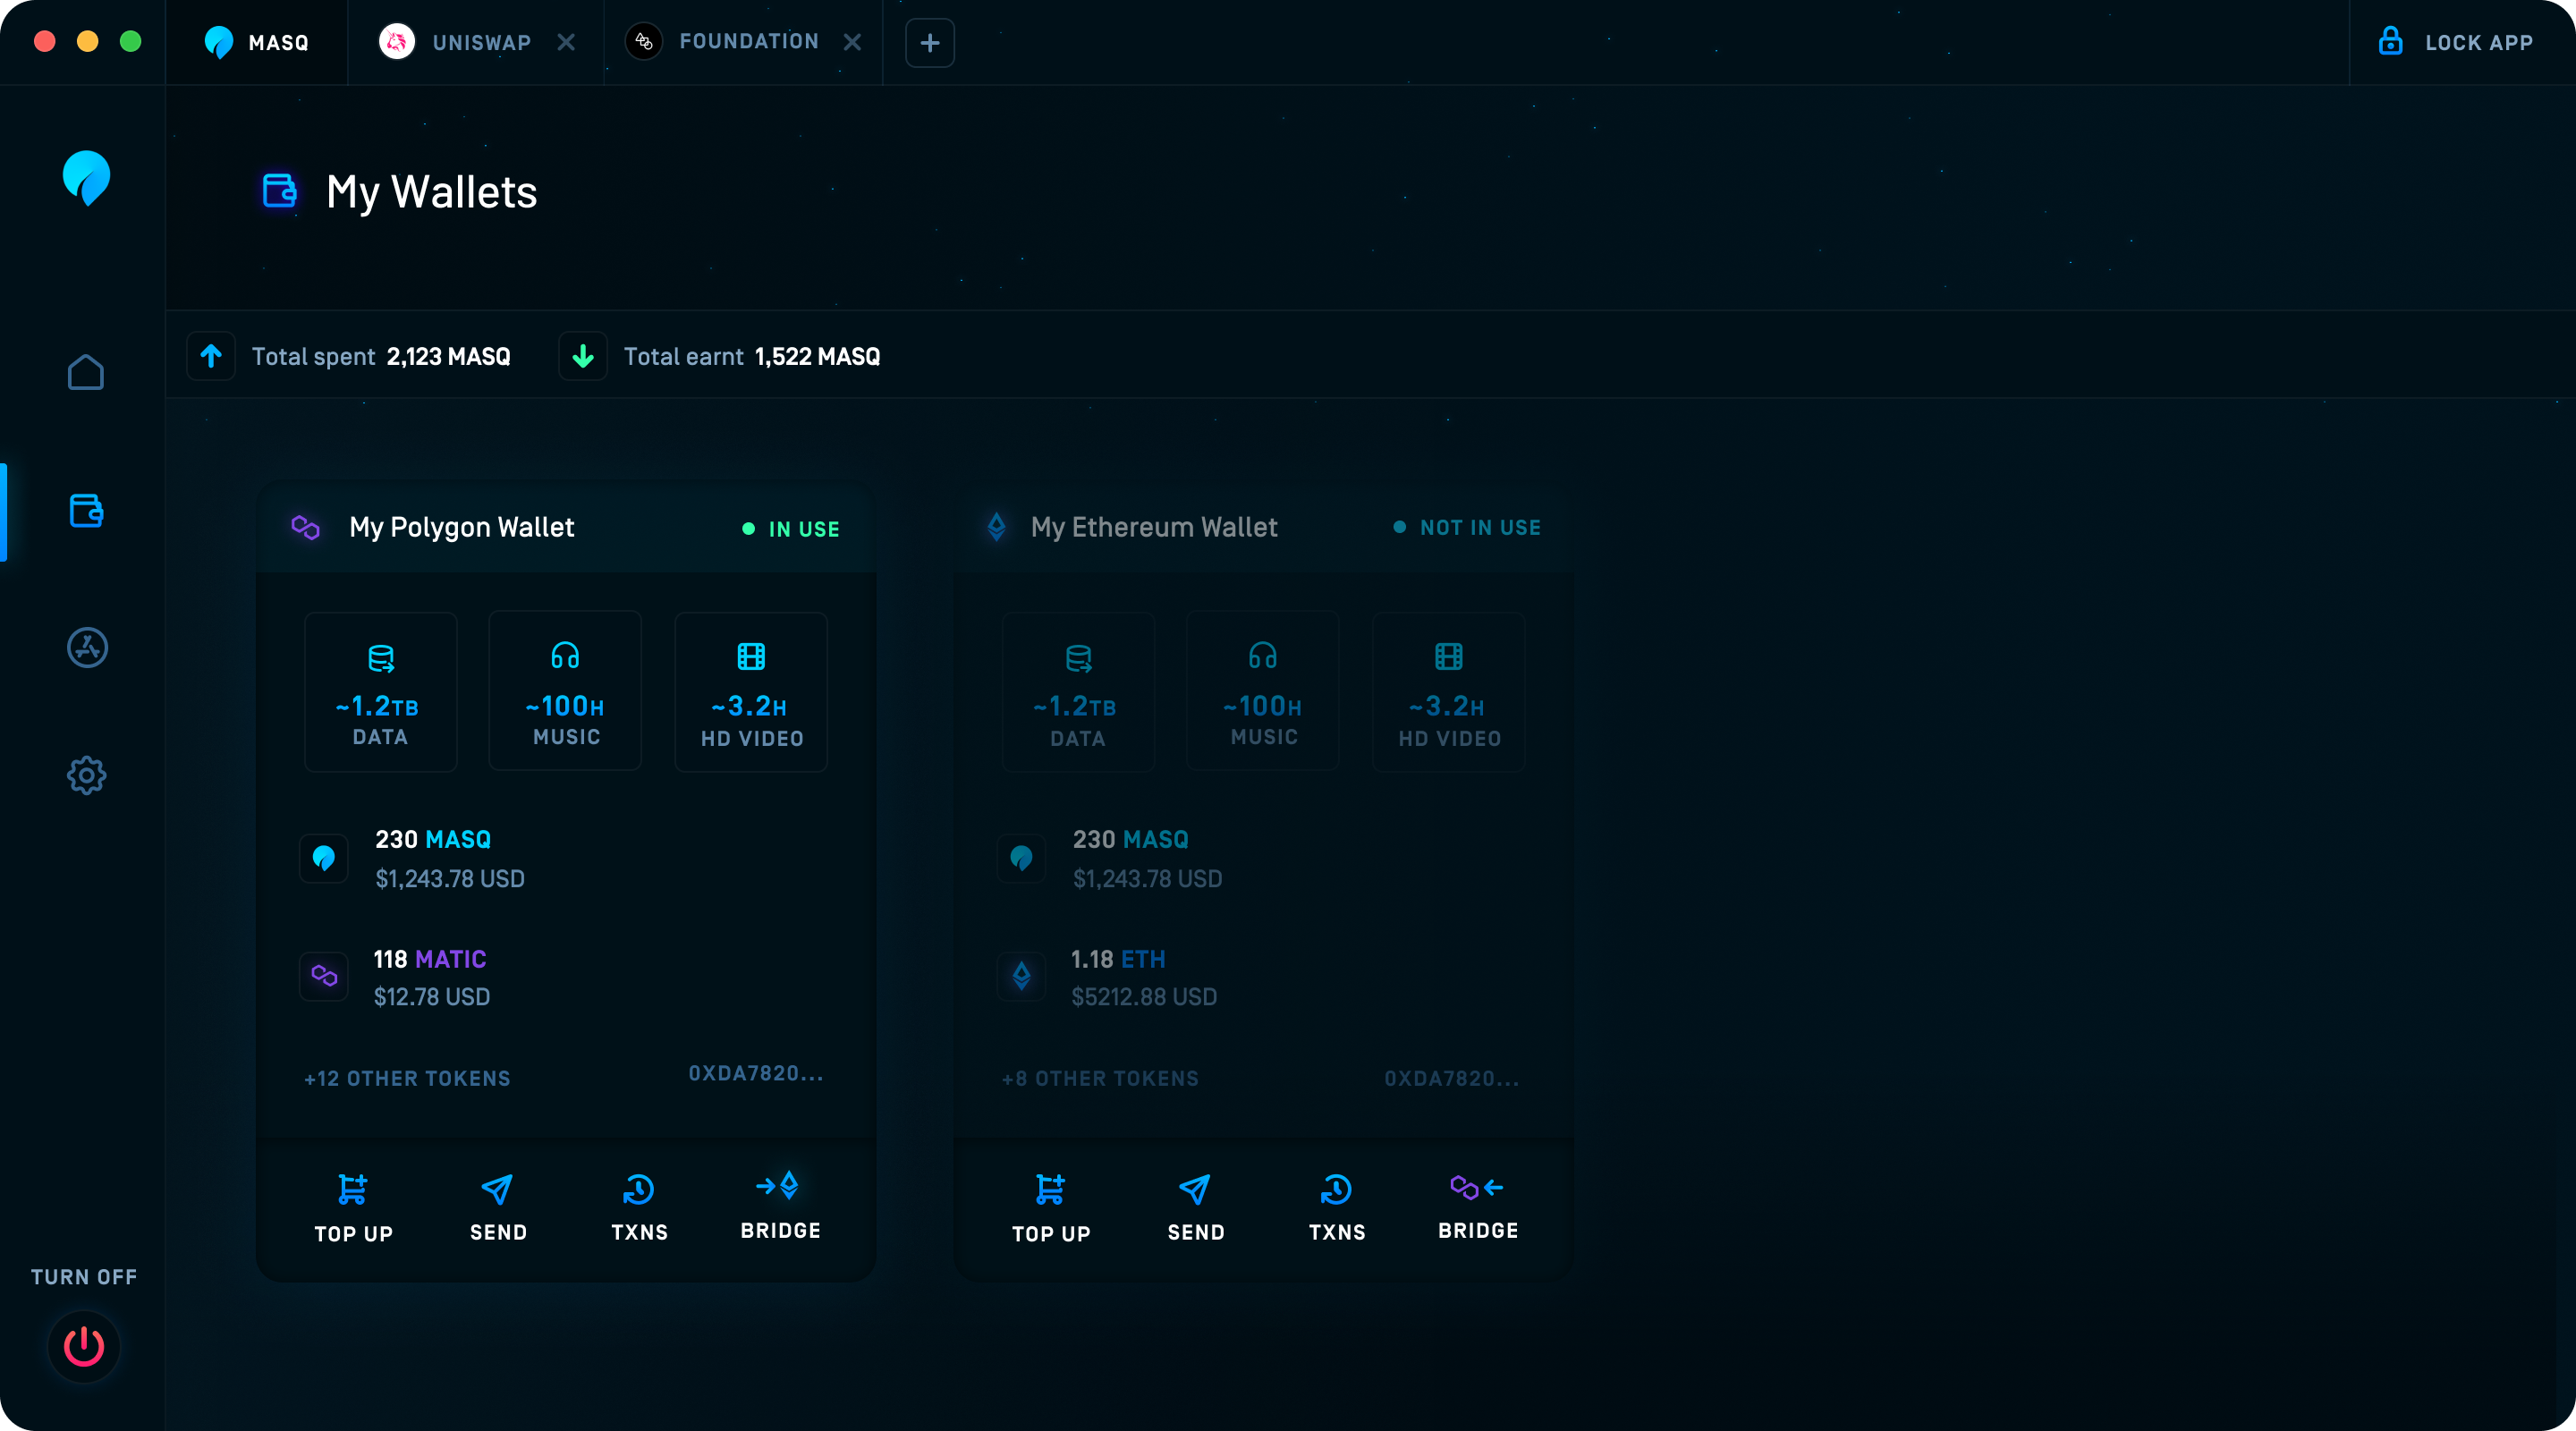 MASQ
UNISWAP
FOUNDATION
LOCK APP
My Wallets
Total spent 2,123 MASQ
Total earnt 1,522 MASQ
My Polygon Wallet
IN USE
~1.2TB
DATA
~100H
MUSIC
~3.2H
HD VIDEO
230 MASQ
$1,243.78 USD
118 MATIC
$12.78 USD
+12 OTHER TOKENS
0XDA7820...
TOP UP
SEND
TXNS
BRIDGE
My Ethereum Wallet
NOT IN USE
~1.2TB
DATA
~100H
MUSIC
~3.2H
HD VIDEO
230 MASQ
$1,243.78 USD
1.18 ETH
$5212.88 USD
+8 OTHER TOKENS
0XDA7820...
TOP UP
SEND
TXNS
BRIDGE
TURN OFF